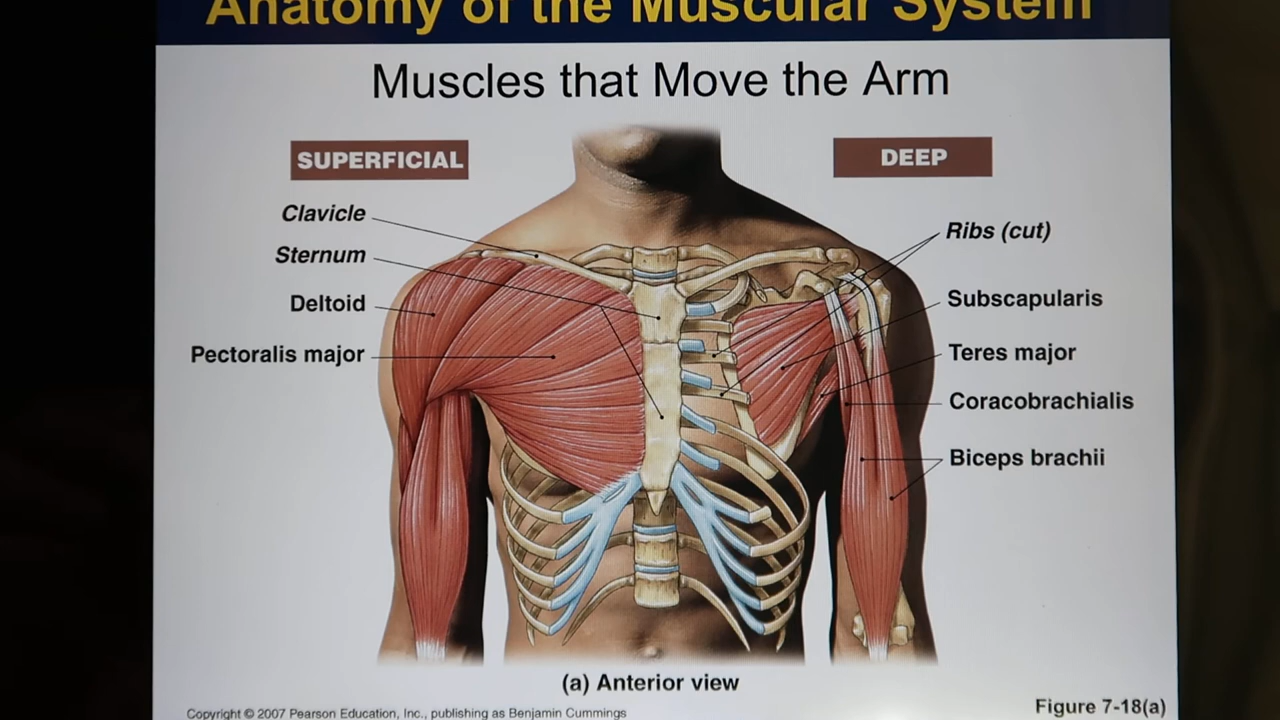 Anatomy of the Muscular System
Muscles that Move the Arm
SUPERFICIAL
DEEP
Clavicle
Sternum
Deltoid
Pectoralis major
Ribs (cut)
Subscapularis
Teres major
Coracobrachialis
Biceps brachii
(a) Anterior view
Copyright © 2007 Pearson Education, Inc., publishing as Benjamin Cummings
Figure 7-18(a)